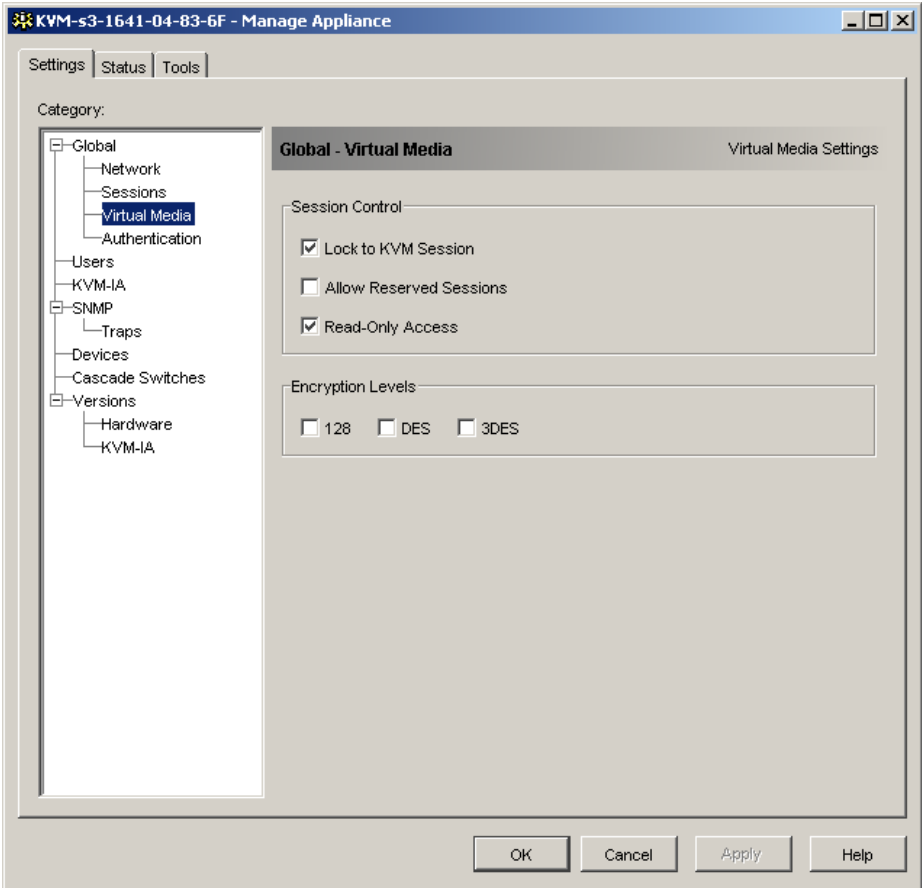 KVM-s3-1641-04-83-6F - Manage Appliance
Settings Status Tools
Category:
Global
Network
Sessions
Virtual Media
Authentication
Users
KVM-IA
SNMP
Traps
Devices
Cascade Switches
Versions
Hardware
KVM-IA
Global - Virtual Media Virtual Media Settings
Session Control
Lock to KVM Session
Allow Reserved Sessions
Read-Only Access
Encryption Levels
128 DES 3DES
OK Cancel Apply Help